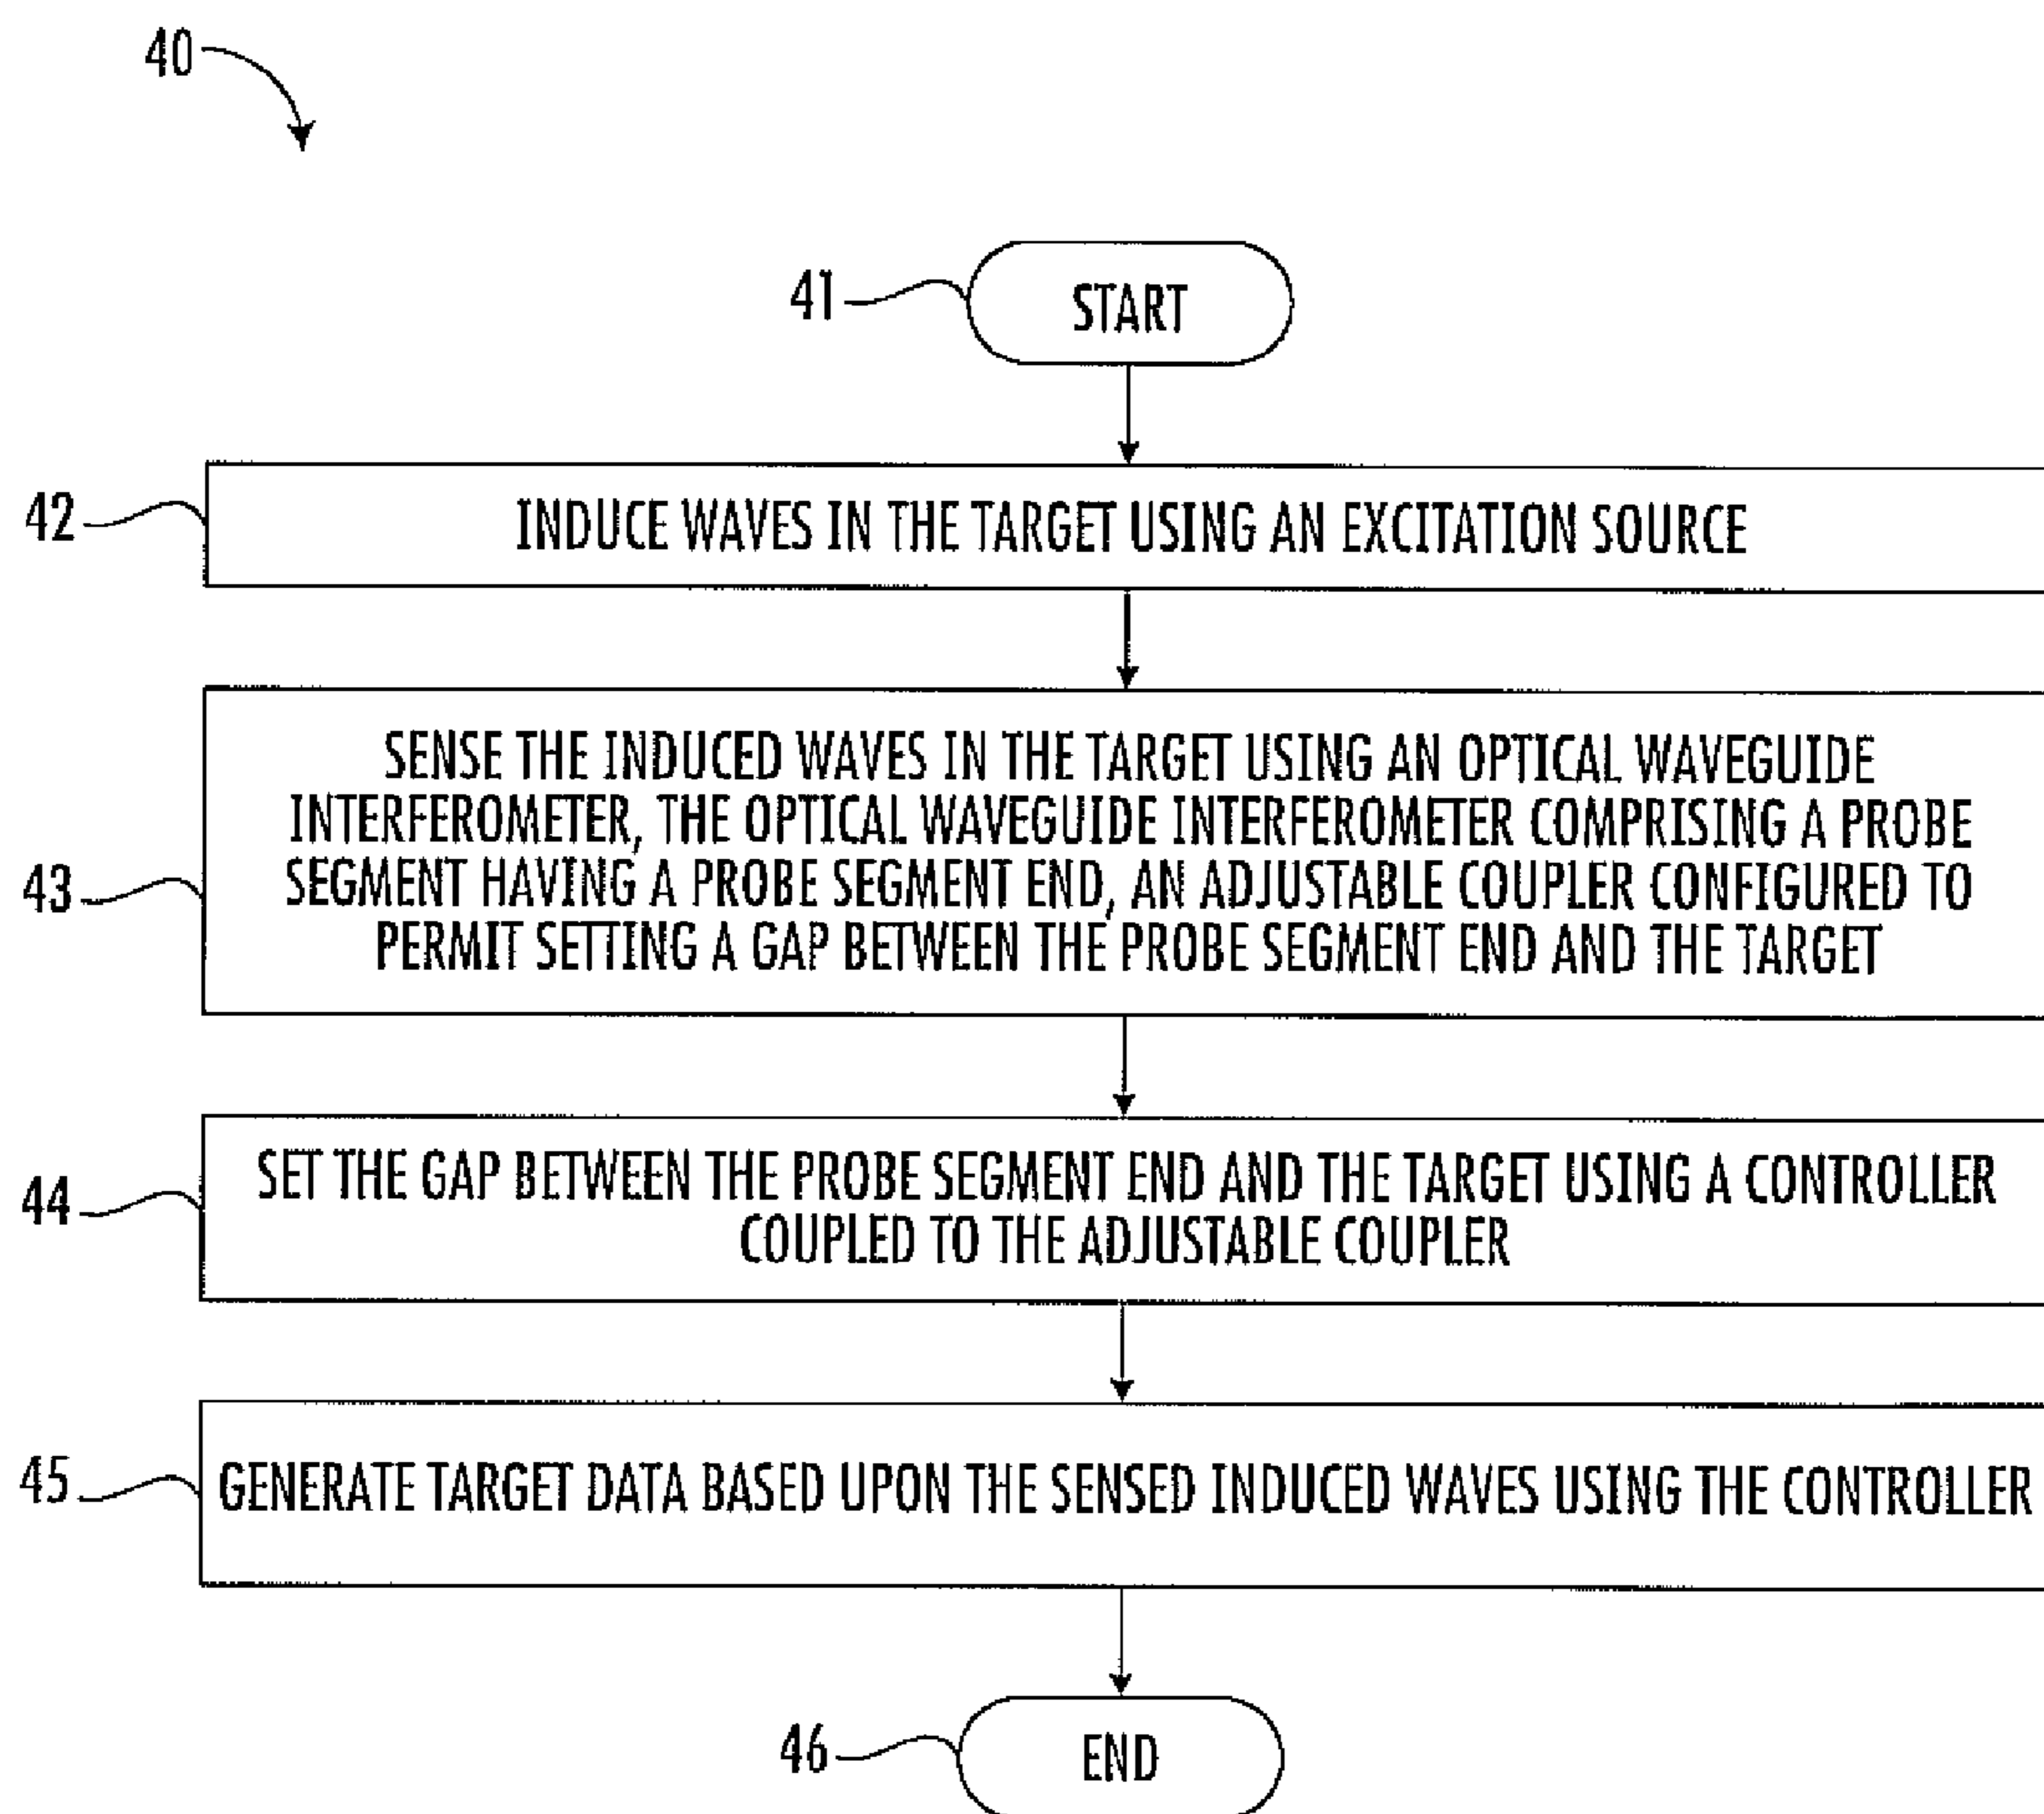 40
41
START
42
INDUCE WAVES IN THE TARGET USING AN EXCITATION SOURCE
43
SENSE THE INDUCED WAVES IN THE TARGET USING AN OPTICAL WAVEGUIDE
INTERFEROMETER, THE OPTICAL WAVEGUIDE INTERFEROMETER COMPRISING A PROBE
SEGMENT HAVING A PROBE SEGMENT END, AN ADJUSTABLE COUPLER CONFIGURED TO
PERMIT SETTING A GAP BETWEEN THE PROBE SEGMENT END AND THE TARGET
44
SET THE GAP BETWEEN THE PROBE SEGMENT END AND THE TARGET USING A CONTROLLER
COUPLED TO THE ADJUSTABLE COUPLER
45
GENERATE TARGET DATA BASED UPON THE SENSED INDUCED WAVES USING THE CONTROLLER
46
END